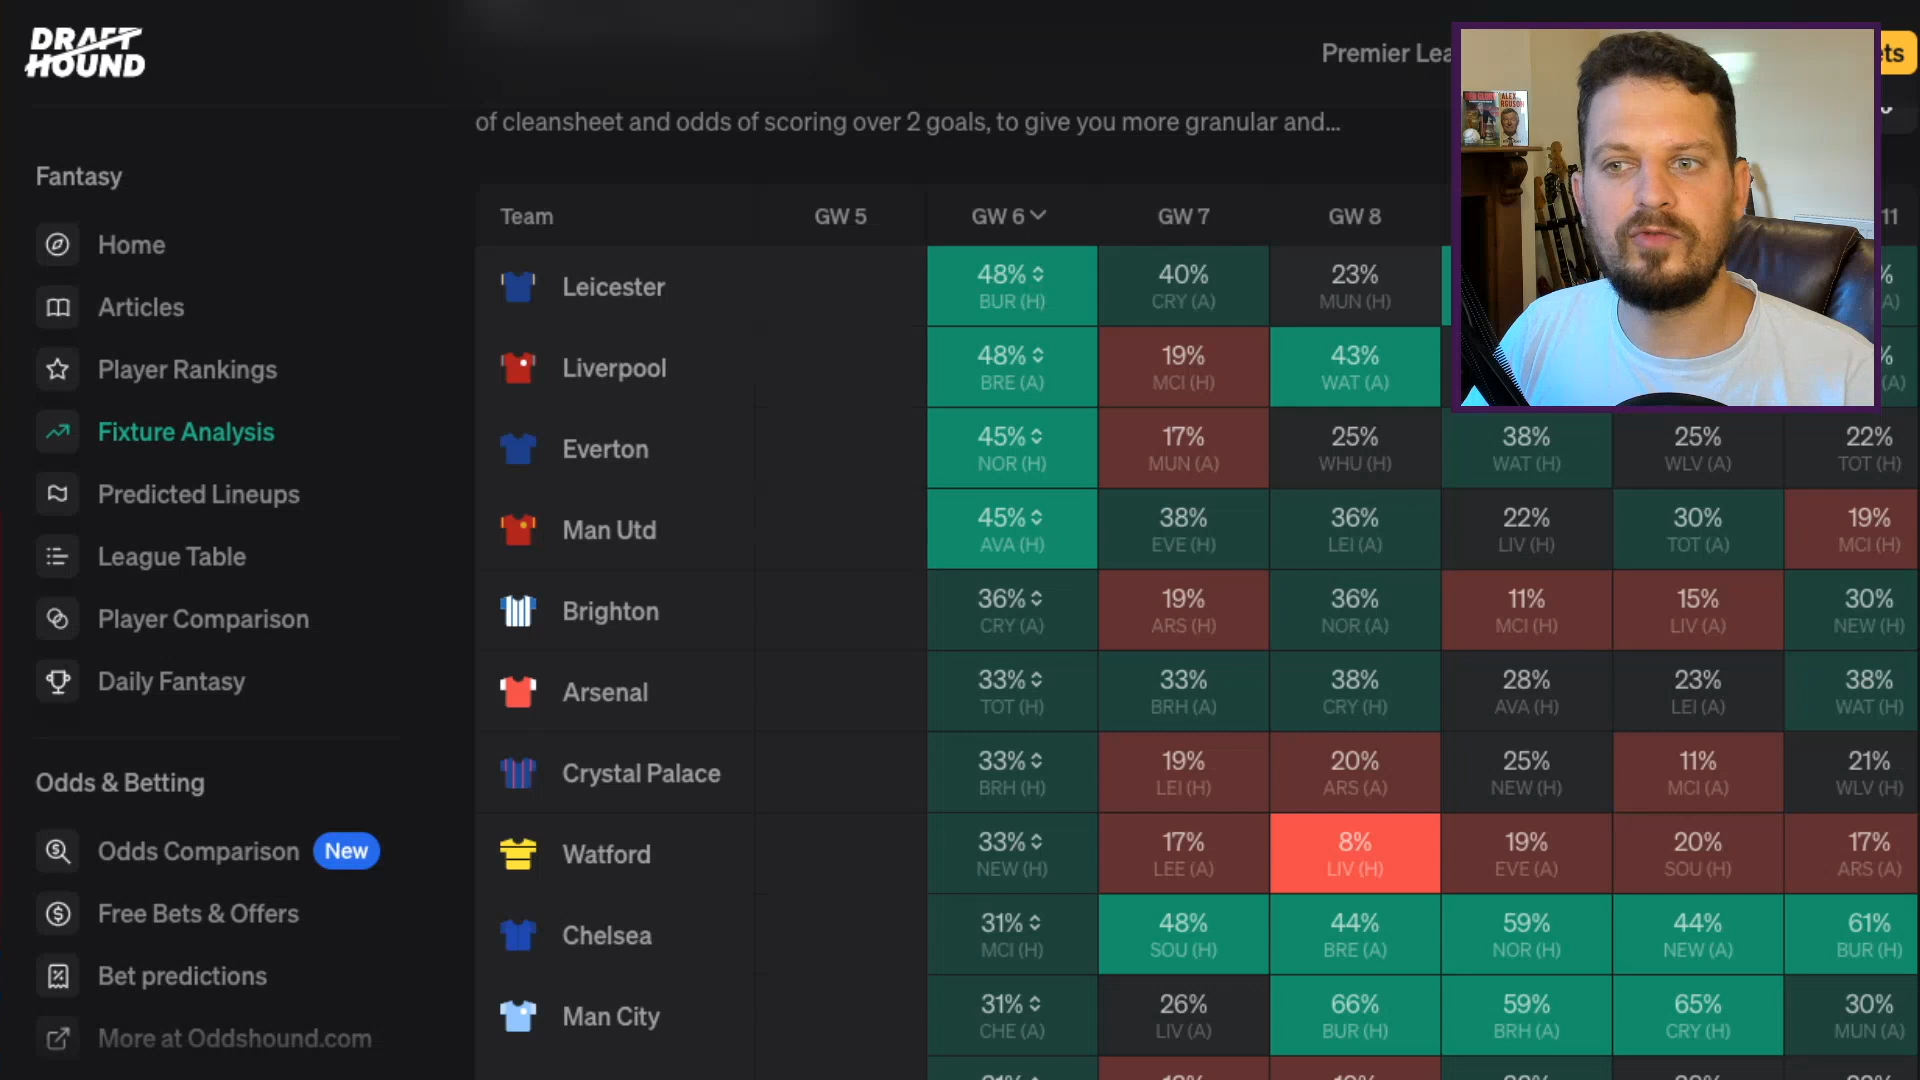 DRAFT
HOUND
Premier Lea
ts
of cleansheet and odds of scoring over 2 goals, to give you more granular and...
Fantasy
Home
Articles
Player Rankings
Fixture Analysis
Predicted Lineups
League Table
Player Comparison
Daily Fantasy
Odds & Betting
Odds Comparison New
Free Bets & Offers
Bet predictions
More at Oddshound.com
Team GW 5 GW 6 GW 7 GW 8 11
Leicester 48% 40% 23% %
BUR (H) CRY (A) MUN (H) A)
Liverpool 48% 19% 43% %
BRE (A) MCI (H) WAT (A) (A)
Everton 45% 17% 25% 38% 25% 22%
NOR (H) MUN (A) WHU (H) WAT (H) WLV (A) TOT (H)
Man Utd 45% 38% 36% 22% 30% 19%
AVA (H) EVE (H) LEI (A) LIV (H) TOT (A) MCI (H)
Brighton 36% 19% 36% 11% 15% 30%
CRY (A) ARS (H) NOR (A) MCI (H) LIV (A) NEW (H)
Arsenal 33% 33% 38% 28% 23% 38%
TOT (H) BRH (A) CRY (H) AVA (H) LEI (A) WAT (H)
Crystal Palace 33% 19% 20% 25% 11% 21%
BRH (H) LEI (H) ARS (A) NEW (H) MCI (A) WLV (H)
Watford 33% 17% 8% 19% 20% 17%
NEW (H) LEE (A) LIV (H) EVE (A) SOU (H) ARS (A)
Chelsea 31% 48% 44% 59% 44% 61%
MCI (H) SOU (H) BRE (A) NOR (H) NEW (A) BUR (H)
Man City 31% 26% 66% 59% 65% 30%
CHE (A) LIV (A) BUR (H) BRH (A) CRY (H) MUN (A)